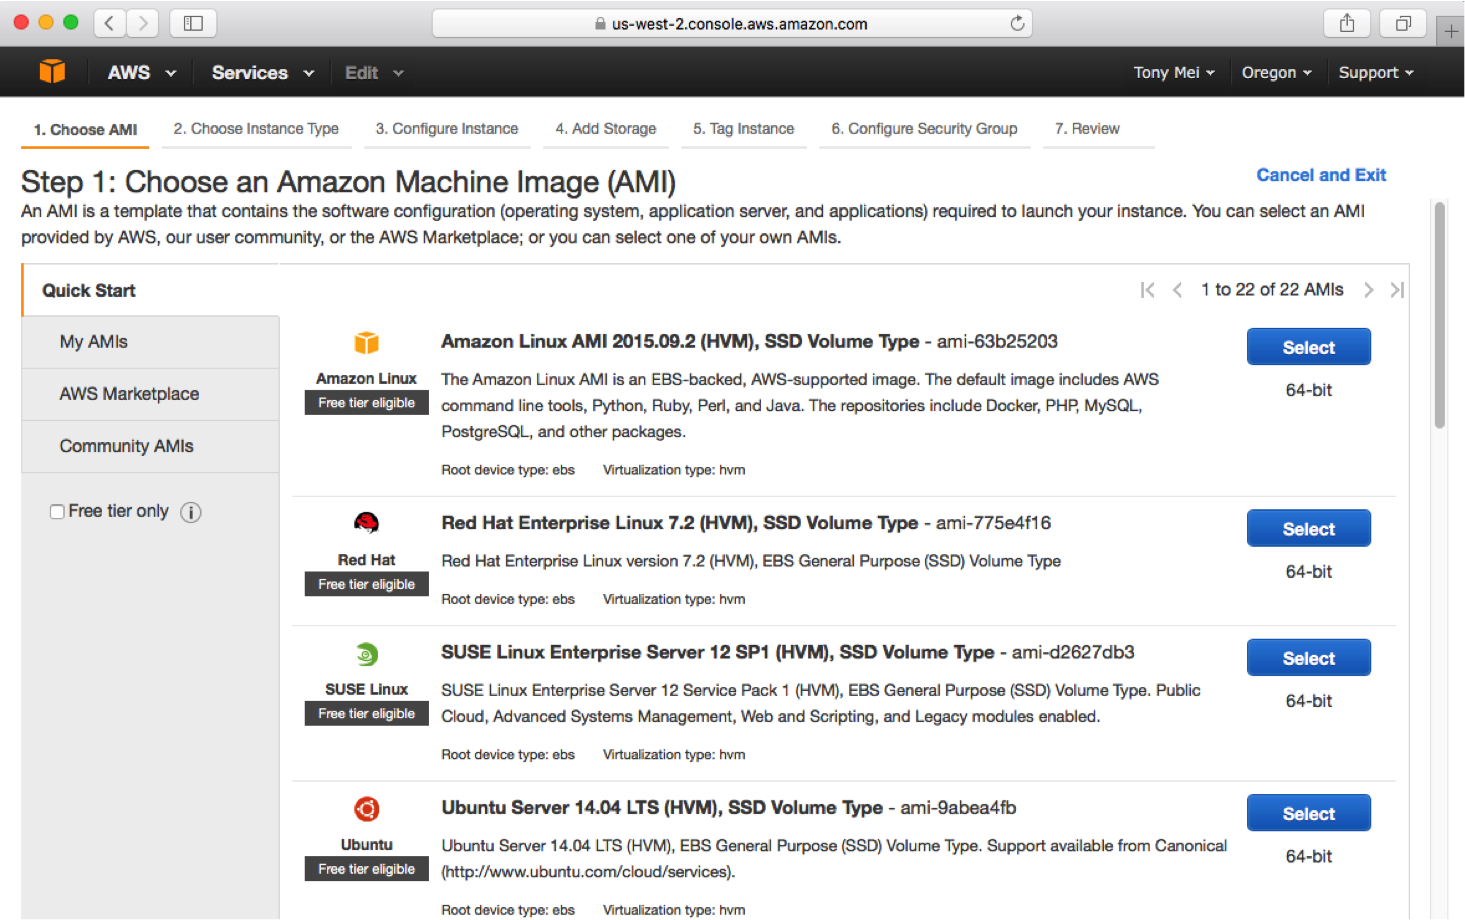 us-west-2.console.aws.amazon.com
AWS Services Edit Tony Mei Oregon Support
1. Choose AMI 2. Choose Instance Type 3. Configure Instance 4. Add Storage 5. Tag Instance 6. Configure Security Group 7. Review
Step 1: Choose an Amazon Machine Image (AMI)
Cancel and Exit
An AMI is a template that contains the software configuration (operating system, application server, and applications) required to launch your instance. You can select an AMI
provided by AWS, our user community, or the AWS Marketplace; or you can select one of your own AMIs.
Quick Start
My AMIs
AWS Marketplace
Community AMIs
Free tier only
1 to 22 of 22 AMIs
Amazon Linux
Free tier eligible
Amazon Linux AMI 2015.09.2 (HVM), SSD Volume Type - ami-63b25203
The Amazon Linux AMI is an EBS-backed, AWS-supported image. The default image includes AWS
command line tools, Python, Ruby, Perl, and Java. The repositories include Docker, PHP, MySQL,
PostgreSQL, and other packages.
Root device type: ebs Virtualization type: hvm
Select
64-bit
Red Hat
Free tier eligible
Red Hat Enterprise Linux 7.2 (HVM), SSD Volume Type - ami-775e4f16
Red Hat Enterprise Linux version 7.2 (HVM), EBS General Purpose (SSD) Volume Type
Root device type: ebs Virtualization type: hvm
Select
64-bit
SUSE Linux
Free tier eligible
SUSE Linux Enterprise Server 12 SP1 (HVM), SSD Volume Type - ami-d2627db3
SUSE Linux Enterprise Server 12 Service Pack 1 (HVM), EBS General Purpose (SSD) Volume Type. Public
Cloud, Advanced Systems Management, Web and Scripting, and Legacy modules enabled.
Root device type: ebs Virtualization type: hvm
Select
64-bit
Ubuntu
Free tier eligible
Ubuntu Server 14.04 LTS (HVM), SSD Volume Type - ami-9abea4fb
Ubuntu Server 14.04 LTS (HVM), EBS General Purpose (SSD) Volume Type. Support available from Canonical
(http://www.ubuntu.com/cloud/services).
Root device type: ebs Virtualization type: hvm
Select
64-bit